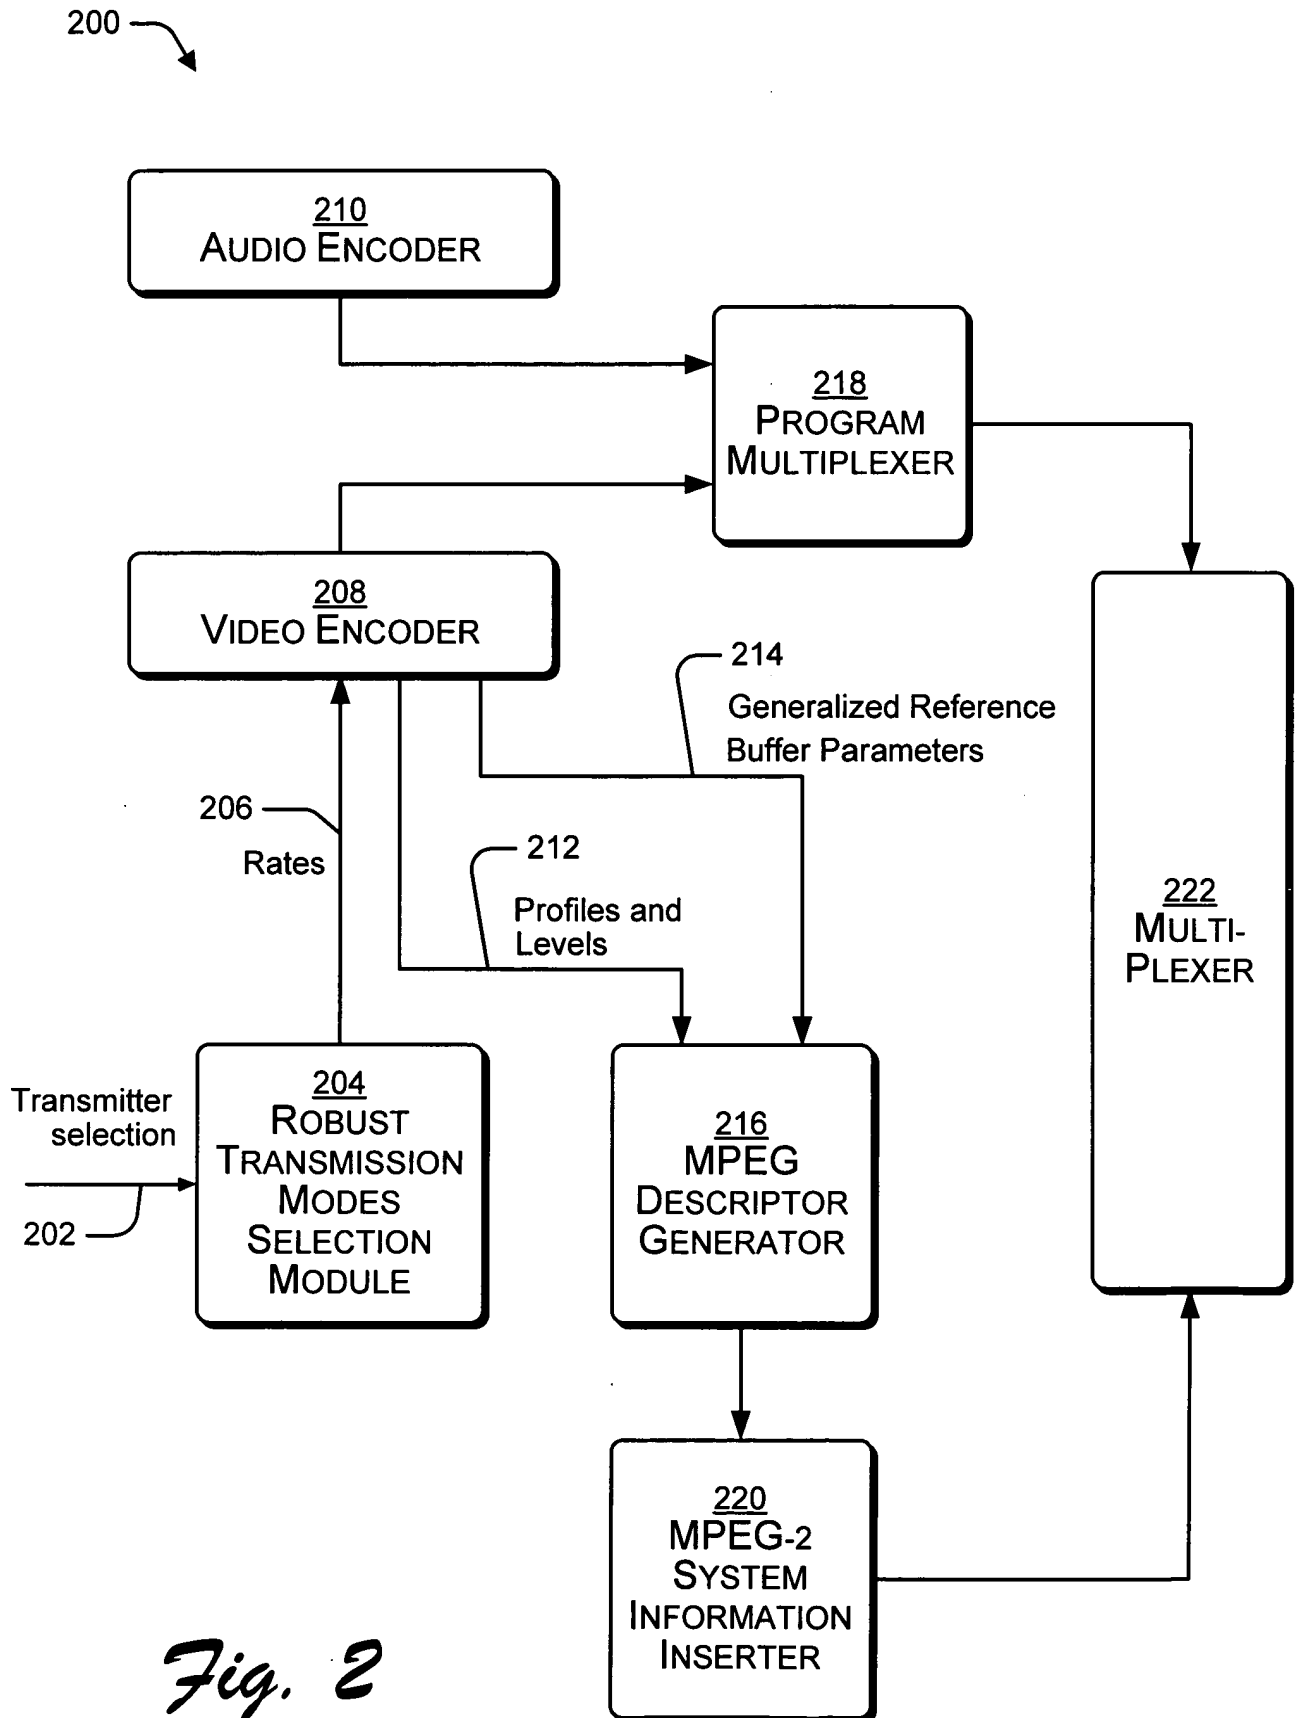 200
210
AUDIO ENCODER
218
PROGRAM
MULTIPLEXER
208
VIDEO ENCODER
214
Generalized Reference
Buffer Parameters
206
Rates
212
Profiles and
Levels
222
MULTI-
PLEXER
Transmitter
selection
202
204
ROBUST
TRANSMISSION
MODES
SELECTION
MODULE
216
MPEG
DESCRIPTOR
GENERATOR
220
MPEG-2
SYSTEM
INFORMATION
INSERTER
Fig. 2